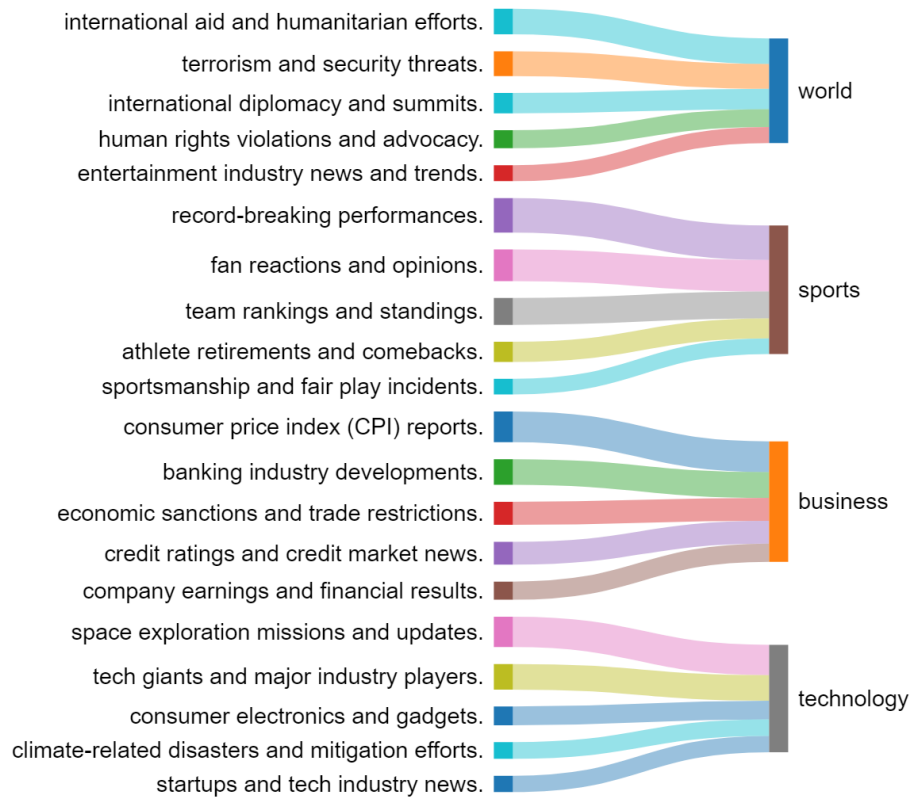 international aid and humanitarian efforts.
terrorism and security threats.
international diplomacy and summits.
human rights violations and advocacy.
entertainment industry news and trends.
world
record-breaking performances.
fan reactions and opinions.
team rankings and standings.
athlete retirements and comebacks.
sportsmanship and fair play incidents.
sports
consumer price index (CPI) reports.
banking industry developments.
economic sanctions and trade restrictions.
credit ratings and credit market news.
company earnings and financial results.
business
space exploration missions and updates.
tech giants and major industry players.
consumer electronics and gadgets.
climate-related disasters and mitigation efforts.
startups and tech industry news.
technology